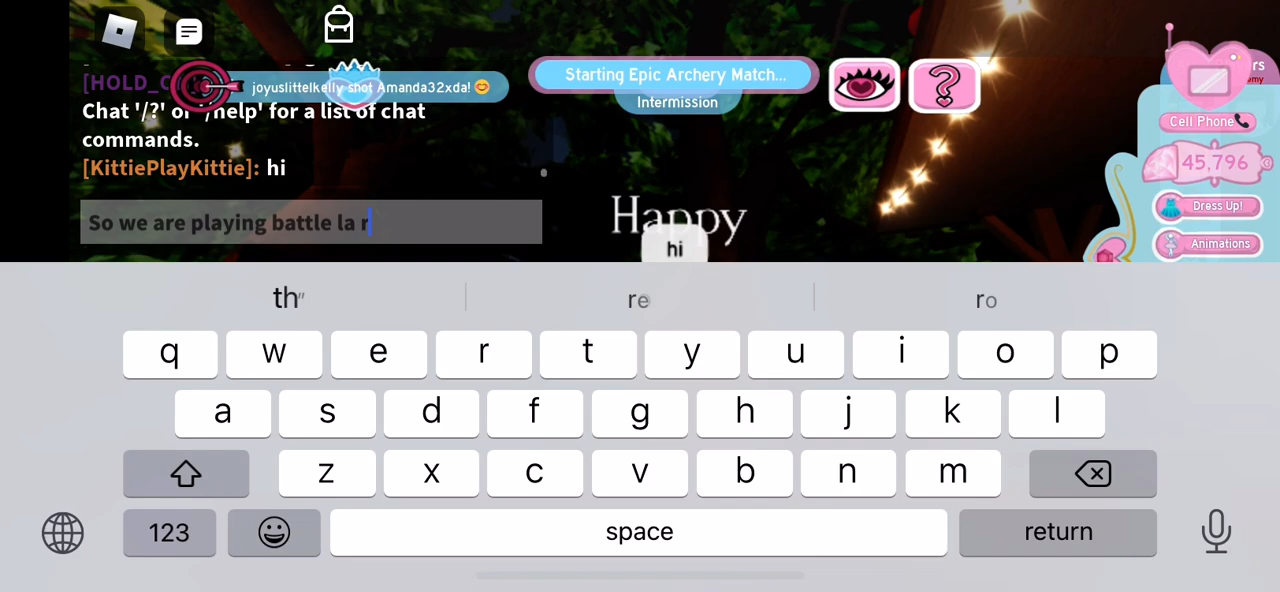 [HOLD_C
joyuslittelkelly shot Amanda32xda! 😊
Starting Epic Archery Match...
Intermission
Chat '/?' or '/help' for a list of chat
commands.
[KittiePlayKittie]: hi
So we are playing battle la r
Happy
hi
?
Cell Phone📞
45,796
Dress Up!
Animations
th"
re
ro
q w e r t y u i o p
a s d f g h j k l
z x c v b n m
123
space
return